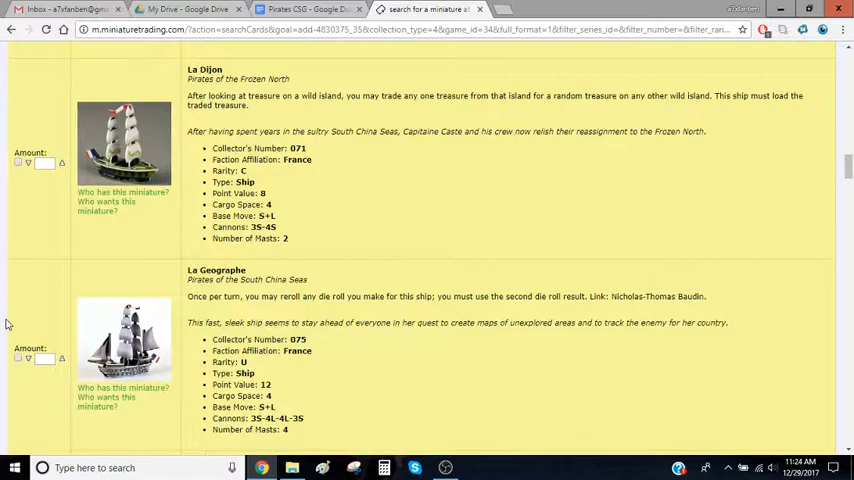 Inbox - a7xfanben@gma
My Drive - Google Drive
Pirates CSG - Google Do
search for a miniature at
a7xfanben
m.miniaturetrading.com/?action=searchCards&goal=add-4830375_35&collection_type=4&game_id=34&full_format=1&filter_series_id=&filter_number=&filter_rari
La Dijon
Pirates of the Frozen North
After looking at treasure on a wild island, you may trade any one treasure from that island for a random treasure on any other wild island. This ship must load the
traded treasure.
After having spent years in the sultry South China Seas, Capitaine Caste and his crew now relish their reassignment to the Frozen North.
Amount:
Who has this miniature?
Who wants this
miniature?
Collector's Number: 071
Faction Affiliation: France
Rarity: C
Type: Ship
Point Value: 8
Cargo Space: 4
Base Move: S+L
Cannons: 3S-4S
Number of Masts: 2
La Geographe
Pirates of the South China Seas
Once per turn, you may reroll any die roll you make for this ship; you must use the second die roll result. Link: Nicholas-Thomas Baudin.
This fast, sleek ship seems to stay ahead of everyone in her quest to create maps of unexplored areas and to track the enemy for her country.
Amount:
Who has this miniature?
Who wants this
miniature?
Collector's Number: 075
Faction Affiliation: France
Rarity: U
Type: Ship
Point Value: 12
Cargo Space: 4
Base Move: S+L
Cannons: 3S-4L-4L-3S
Number of Masts: 4
Type here to search
11:24 AM
12/29/2017